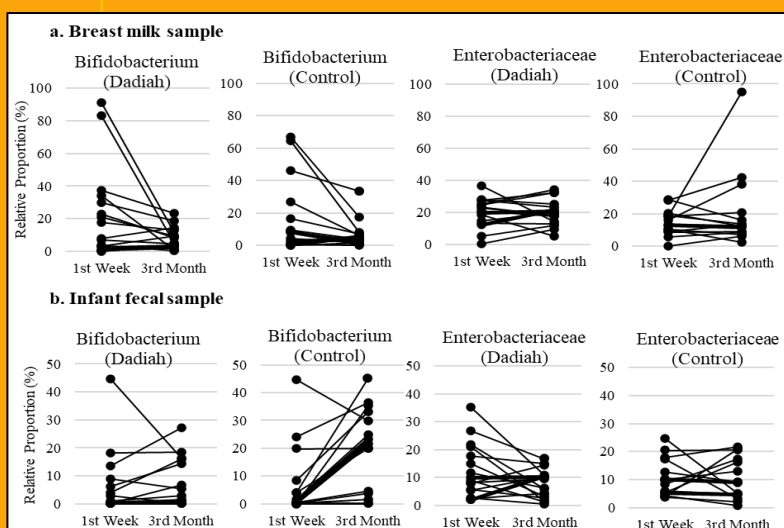 a. Breast milk sample
Bifidobacterium
(Dadiah)
Bifidobacterium
(Control)
Enterobacteriaceae
(Dadiah)
Enterobacteriaceae
(Control)
Relative Proportion (%)
100
80
60
40
20
0
1st Week 3rd Month
100
80
60
40
20
0
1st Week 3rd Month
100
80
60
40
20
0
1st Week 3rd Month
100
80
60
40
20
0
1st Week 3rd Month
b. Infant fecal sample
Bifidobacterium
(Dadiah)
Bifidobacterium
(Control)
Enterobacteriaceae
(Dadiah)
Enterobacteriaceae
(Control)
Relative Proportion (%)
50
40
30
20
10
0
1st Week 3rd Month
50
40
30
20
10
0
1st Week 3rd Month
50
40
30
20
10
0
1st Week 3rd Month
50
40
30
20
10
0
1st Week 3rd Month